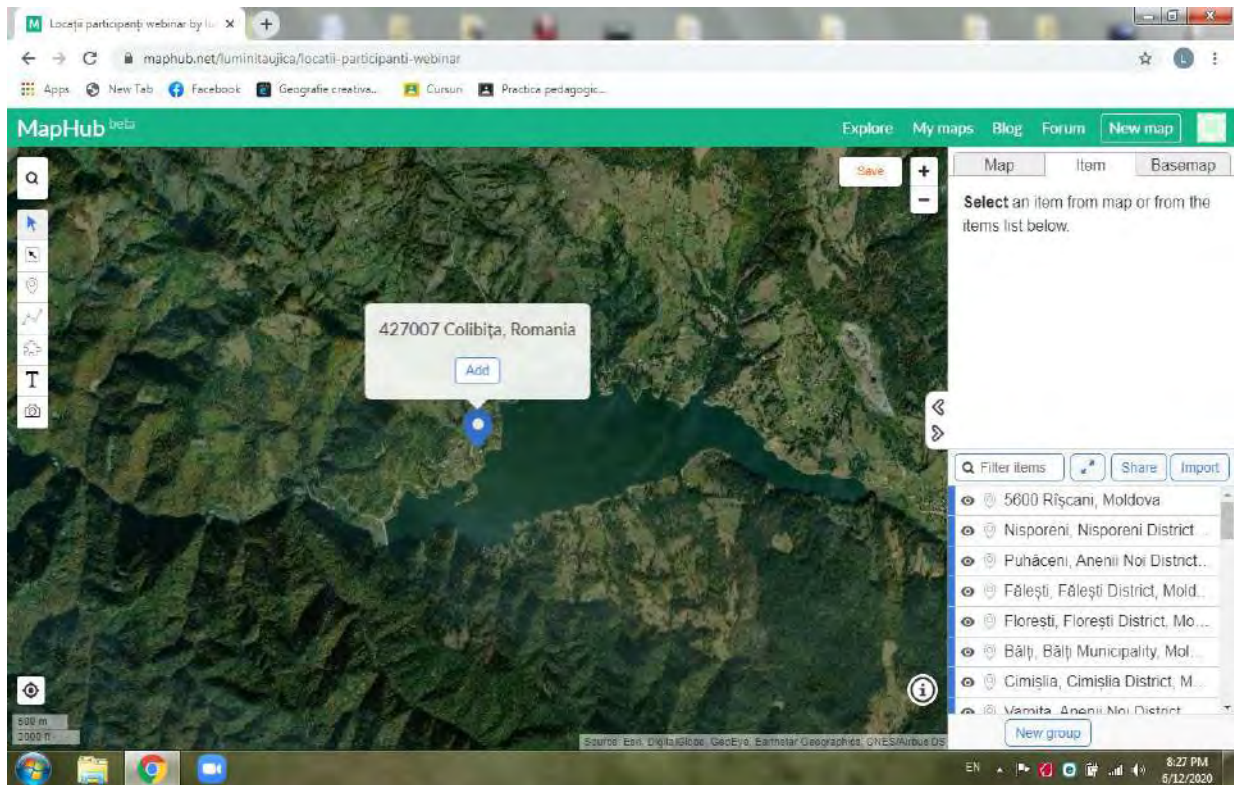 Locații participanți webinar by lu
maphub.net/luminitaujica/locatii-participanti-webinar
Apps New Tab Facebook Geografie creativa... Cursuri Practica pedagogic...
MapHub beta
Explore My maps Blog Forum New map
Save
+
−
Map Item Basemap
Select an item from map or from the
items list below.
427007 Colibița, Romania
Add
T
Filter items Share Import
5600 Rîșcani, Moldova
Nisporeni, Nisporeni District
Puhăceni, Anenii Noi District...
Fălești, Fălești District, Mold...
Florești, Florești District, Mo...
Bălți, Bălți Municipality, Mol...
Cimișlia, Cimișlia District, M...
Varnița, Anenii Noi District
New group
500 m
2000 ft
Source: Esri, DigitalGlobe, GeoEye, Earthstar Geographics, CNES/Airbus DS
EN 8:27 PM
6/12/2020